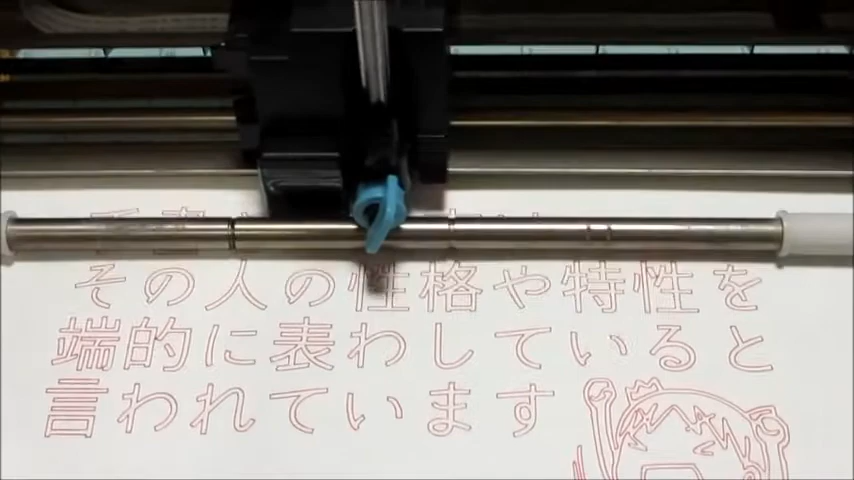 その人の性格や特性を
端的に表わしていると
言われています